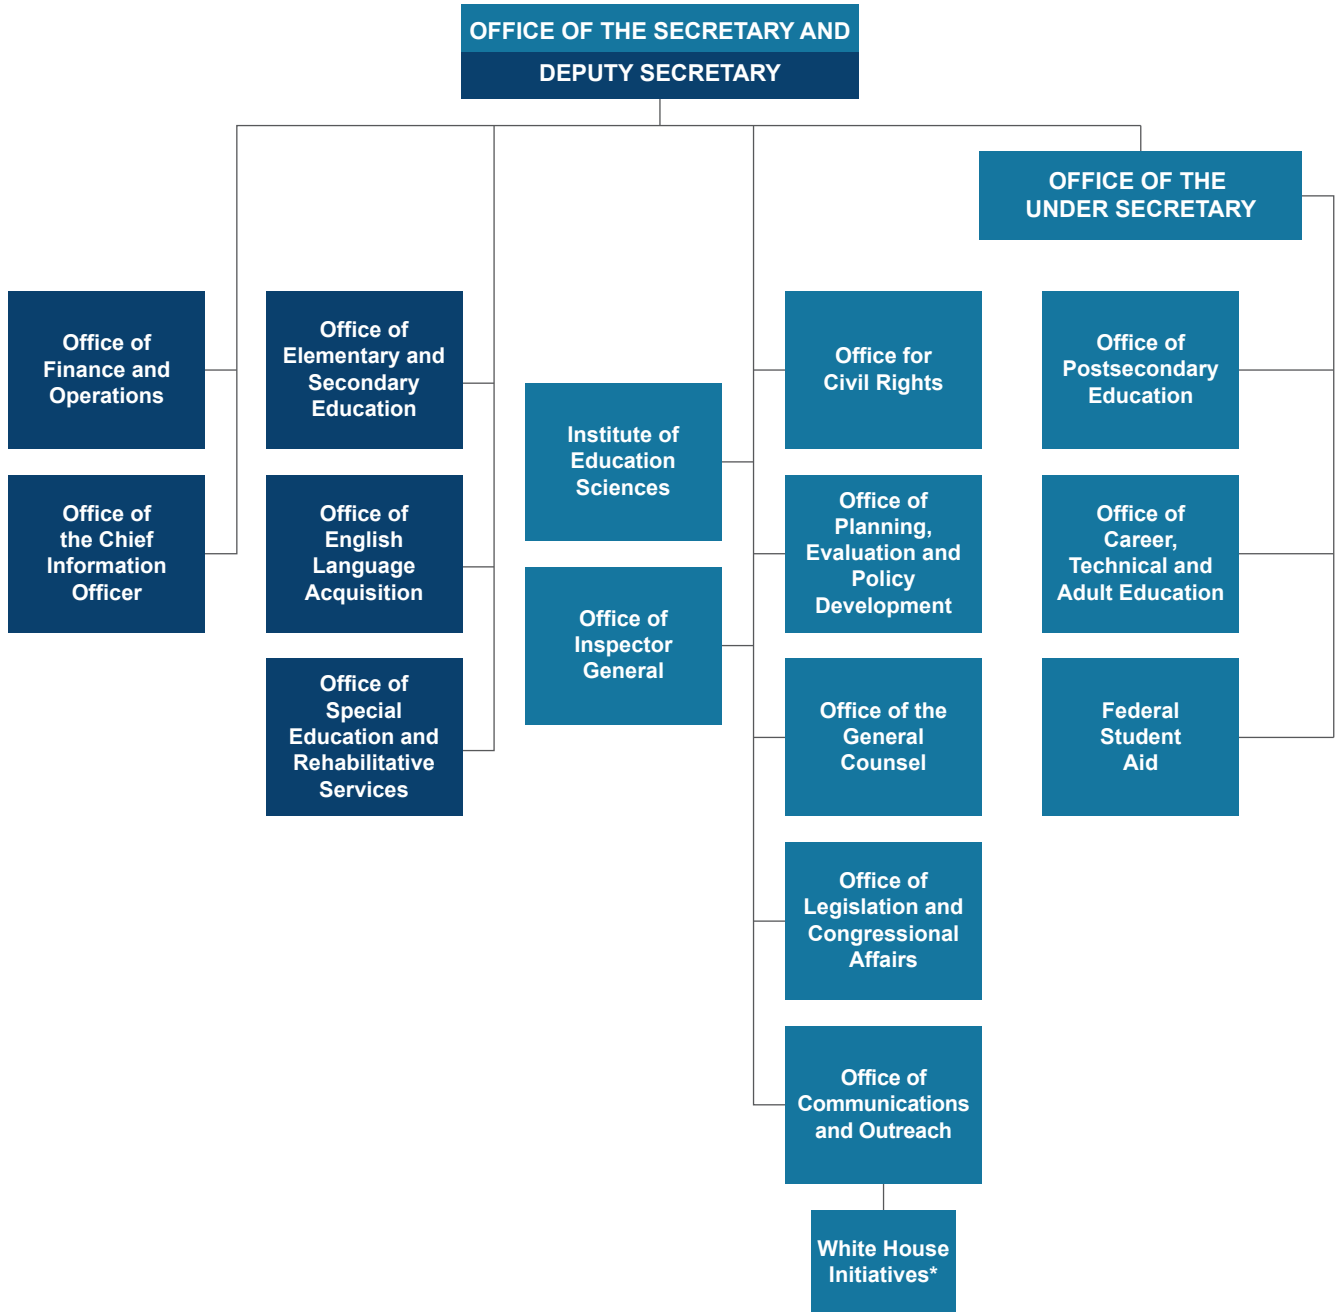 OFFICE OF THE SECRETARY AND
DEPUTY SECRETARY
OFFICE OF THE
UNDER SECRETARY
Office of
Finance and
Operations
Office of
the Chief
Information
Officer
Office of
Elementary and
Secondary
Education
Office of
English
Language
Acquisition
Office of
Special
Education and
Rehabilitative
Services
Institute of
Education
Sciences
Office of
Inspector
General
Office for
Civil Rights
Office of
Planning,
Evaluation and
Policy
Development
Office of the
General
Counsel
Office of
Legislation and
Congressional
Affairs
Office of
Communications
and Outreach
White House
Initiatives*
Office of
Postsecondary
Education
Office of
Career,
Technical and
Adult Education
Federal
Student
Aid